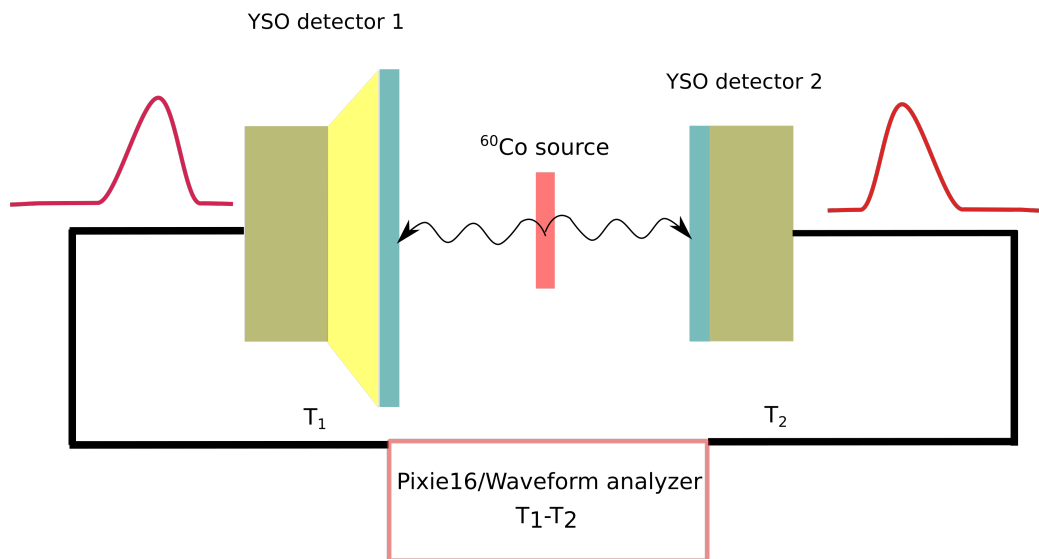 YSO detector 1
YSO detector 2
⁶⁰Co source
T₁
T₂
Pixie16/Waveform analyzer
T₁-T₂